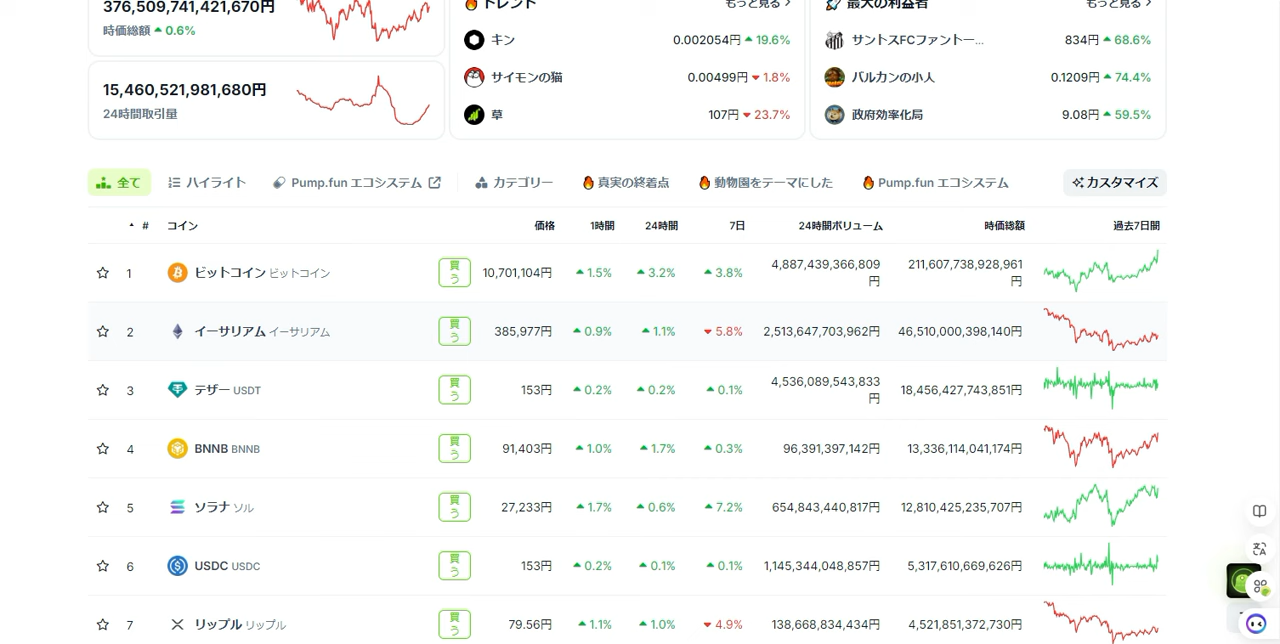 376,509,741,421,670円
時価総額 0.6%
15,460,521,981,680円
24時間取引量
トレンド もっと見る
キン 0.002054円 19.6%
サイモンの猫 0.00499円 1.8%
草 107円 23.7%
最大の利益者 もっと見る
サントスFCファントー... 834円 68.6%
バルカンの小人 0.1209円 74.4%
政府効率化局 9.08円 59.5%
全て ハイライト Pump.fun エコシステム カテゴリー 真実の終着点 動物園をテーマにした Pump.fun エコシステム カスタマイズ
# コイン 価格 1時間 24時間 7日 24時間ボリューム 時価総額 過去7日間
1 ビットコイン ビットコイン 買う 10,701,104円 1.5% 3.2% 3.8% 4,887,439,366,809円 211,607,738,928,961円
2 イーサリアム イーサリアム 買う 385,977円 0.9% 1.1% 5.8% 2,513,647,703,962円 46,510,000,398,140円
3 テザー USDT 買う 153円 0.2% 0.2% 0.1% 4,536,089,543,833円 18,456,427,743,851円
4 BNNB BNNB 買う 91,403円 1.0% 1.7% 0.3% 96,391,397,142円 13,336,114,041,174円
5 ソラナ ソル 買う 27,233円 1.7% 0.6% 7.2% 654,843,440,817円 12,810,425,235,707円
6 USDC USDC 買う 153円 0.2% 0.1% 0.1% 1,145,344,048,857円 5,317,610,669,626円
7 リップル リップル 買う 79.56円 1.1% 1.0% 4.9% 138,668,834,434円 4,521,851,372,730円